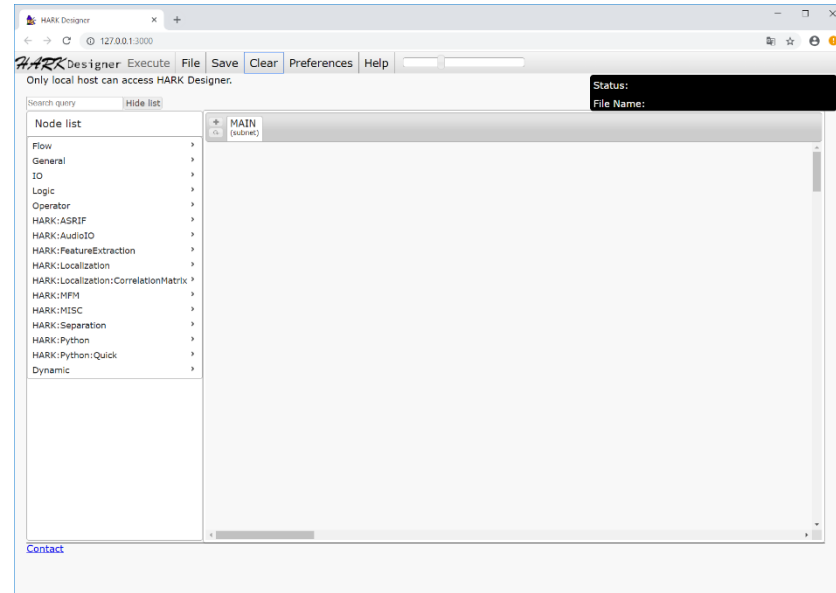 HARK Designer
127.0.0.1:3000
HARK Designer Execute File Save Clear Preferences Help
Only local host can access HARK Designer.
Status:
File Name:
Search query Hide list
Node list
MAIN
(subnet)
Flow
General
IO
Logic
Operator
HARK:ASRIF
HARK:AudioIO
HARK:FeatureExtraction
HARK:Localization
HARK:Localization:CorrelationMatrix
HARK:MFM
HARK:MISC
HARK:Separation
HARK:Python
HARK:Python:Quick
Dynamic
Contact